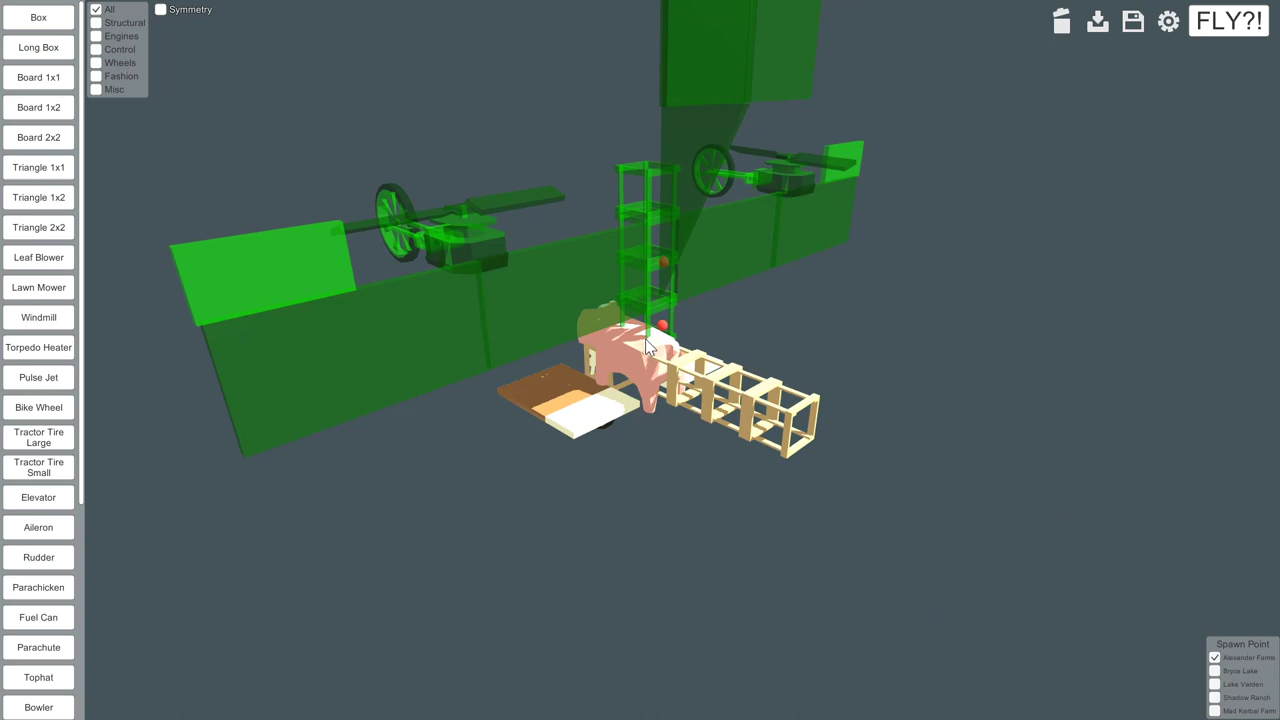 Box
Long Box
Board 1x1
Board 1x2
Board 2x2
Triangle 1x1
Triangle 1x2
Triangle 2x2
Leaf Blower
Lawn Mower
Windmill
Torpedo Heater
Pulse Jet
Bike Wheel
Tractor Tire
Large
Tractor Tire
Small
Elevator
Aileron
Rudder
Parachicken
Fuel Can
Parachute
Tophat
Bowler
All
Structural
Engines
Control
Wheels
Fashion
Misc
Symmetry
FLY?!
Spawn Point
Alexander Farms
Bryce Lake
Lake Varden
Shadow Ranch
Mad Kerbal Farm